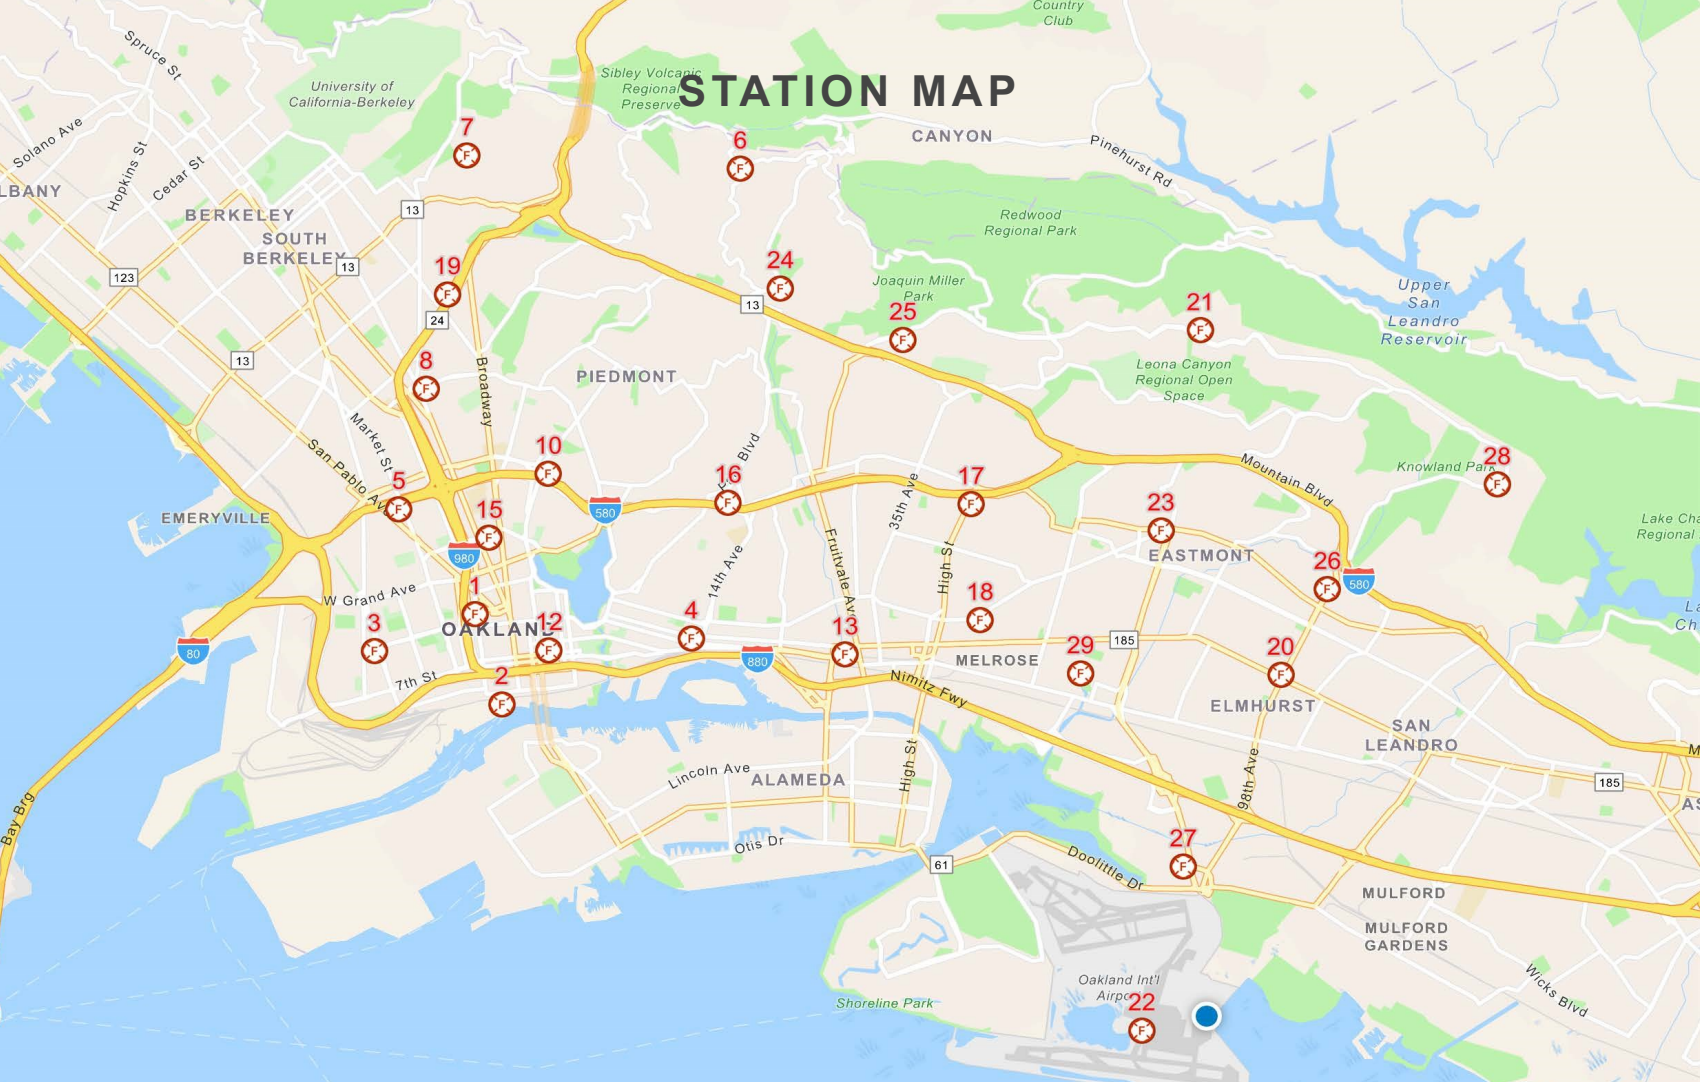 Country
Club
Spruce St
Sibley Volcanic
Regional
Preserve
STATION MAP
University of
California-Berkeley
Solano Ave
7
6
CANYON
Pinehurst Rd
Hopkins St
Cedar St
LBANY
BERKELEY
13
Redwood
Regional Park
SOUTH
BERKELEY
13
123
19
24
F
F
F
F
Joaquin Miller
Park
Upper
San
Leandro
Reservoir
13
25
21
24
F
F
13
8
Broadway
PIEDMONT
Leona Canyon
Regional Open
Space
F
Market St
San Pablo Av
10
Blvd
16
17
Mountain Blvd
Knowland Park
28
5
F
F
F
F
F
35th Ave
EMERYVILLE
15
580
23
Lake Cha
Regional
F
F
980
Fruitvale Av
High St
14th Ave
EASTMONT
26
580
W Grand Ave
1
F
18
F
3
OAKLAND
12
4
13
F
F
F
F
F
F
185
80
880
MELROSE
29
20
7th St
2
Nimitz Fwy
F
F
F
ELMHURST
SAN
LEANDRO
High St
Lincoln Ave
ALAMEDA
98th Ave
185
Bay Brg
Otis Dr
27
61
Doolittle Dr
F
MULFORD
MULFORD
GARDENS
Oakland Int'l
Wicks Blvd
Shoreline Park
22
F